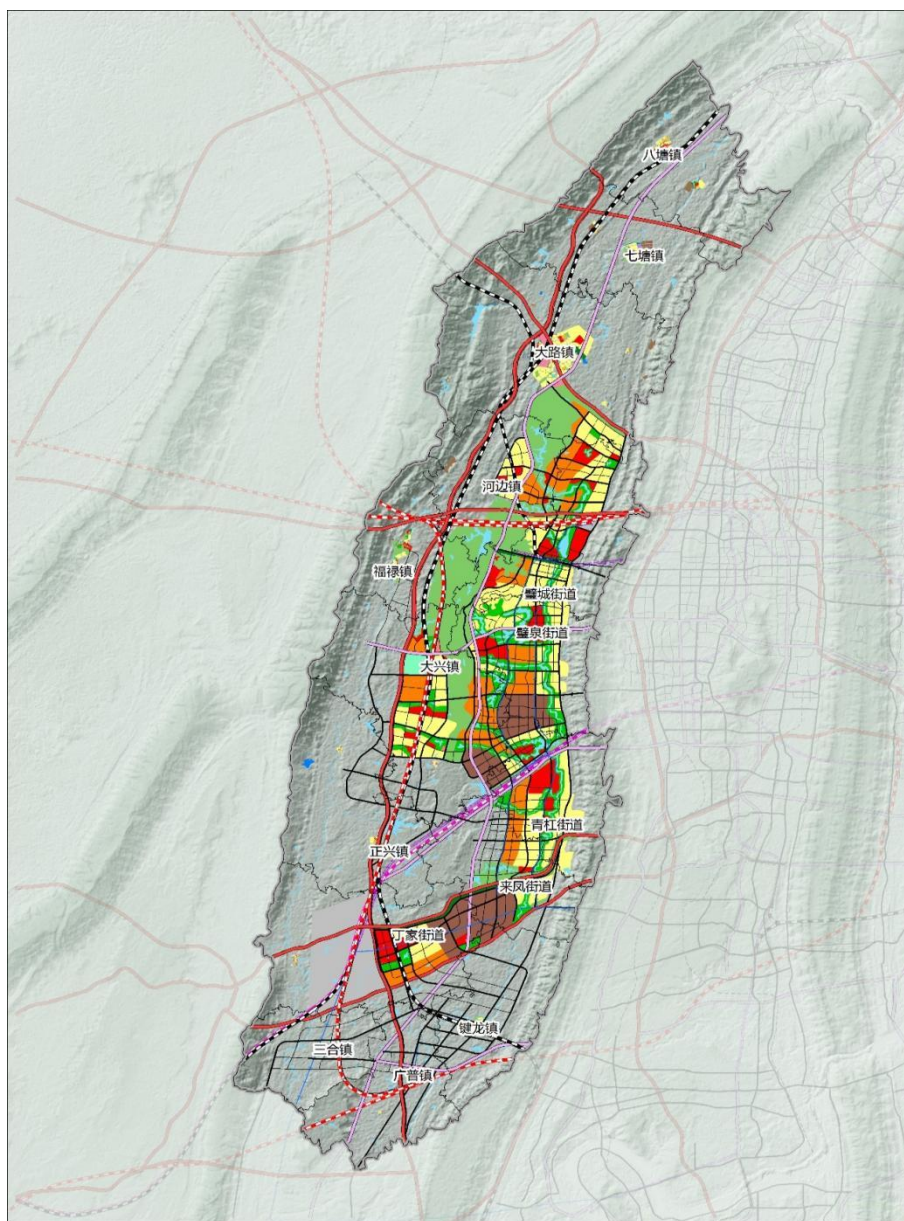 八塘镇
七塘镇
大路镇
河边镇
福禄镇
璧城街道
璧泉街道
大兴镇
青杠街道
正兴镇
来凤街道
丁家街道
健龙镇
三合镇
广普镇